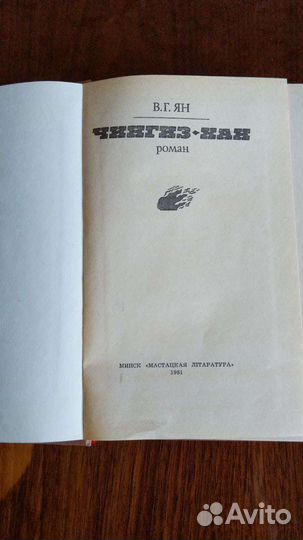 В.Г. ЯН
ЧИНГИЗ-ХАН
роман
МИНСК «МАСТАЦКАЯ ЛІТАРАТУРА»
1981
Avito